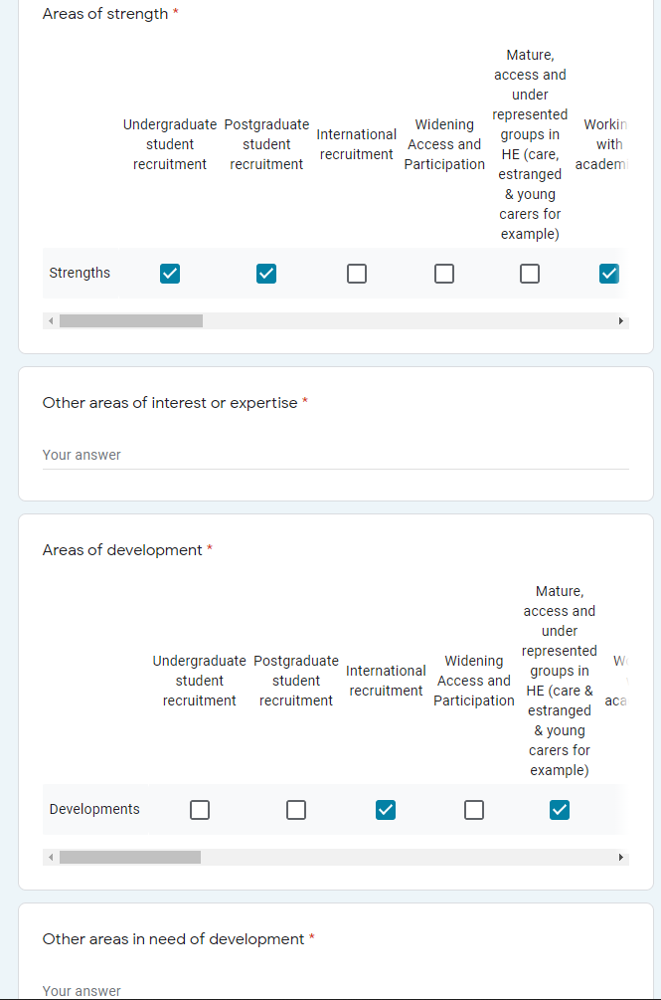 Areas of strength *
Undergraduate student recruitment
Postgraduate student recruitment
International recruitment
Widening Access and Participation
Mature, access and under represented groups in HE (care, estranged & young carers for example)
with
Strengths
Other areas of interest or expertise *
Your answer
Areas of development *
Undergraduate student recruitment
Postgraduate student recruitment
International recruitment
Widening Access and Participation
Mature, access and under represented groups in HE (care & estranged & young carers for example)
Developments
Other areas in need of development *
Your answer